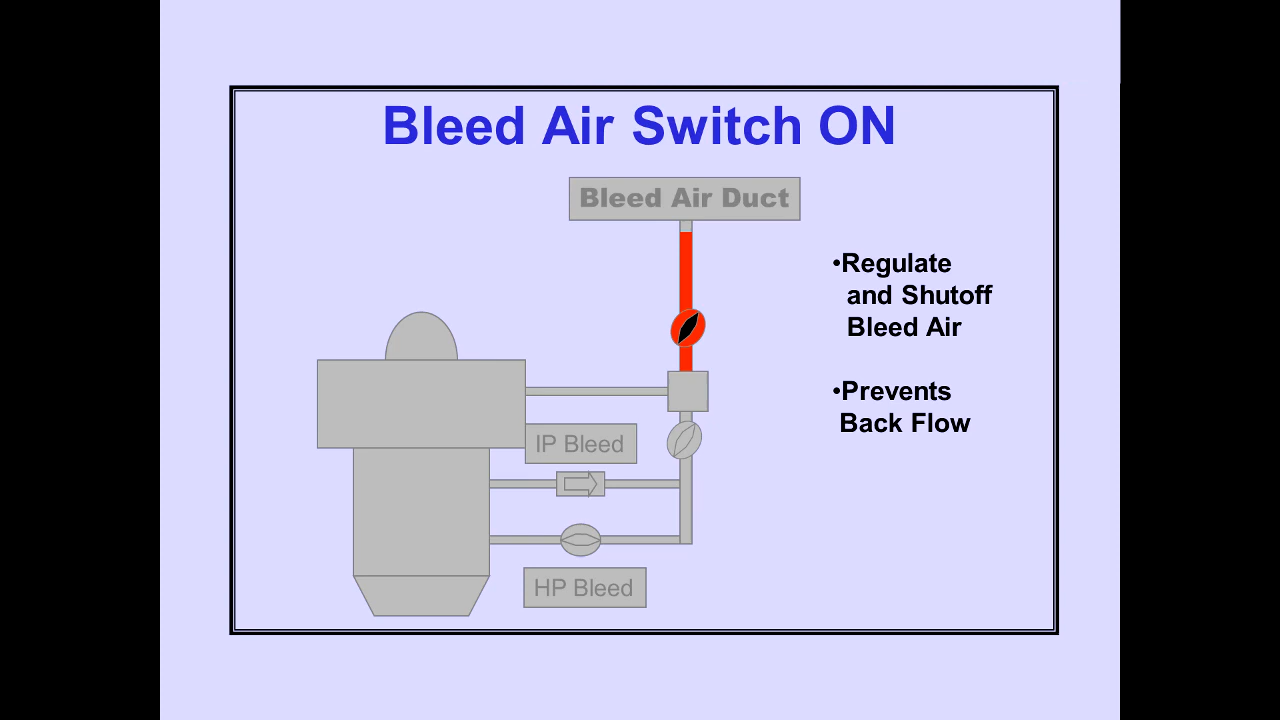 Bleed Air Switch ON
Bleed Air Duct
•Regulate
and Shutoff
Bleed Air
•Prevents
Back Flow
IP Bleed
HP Bleed